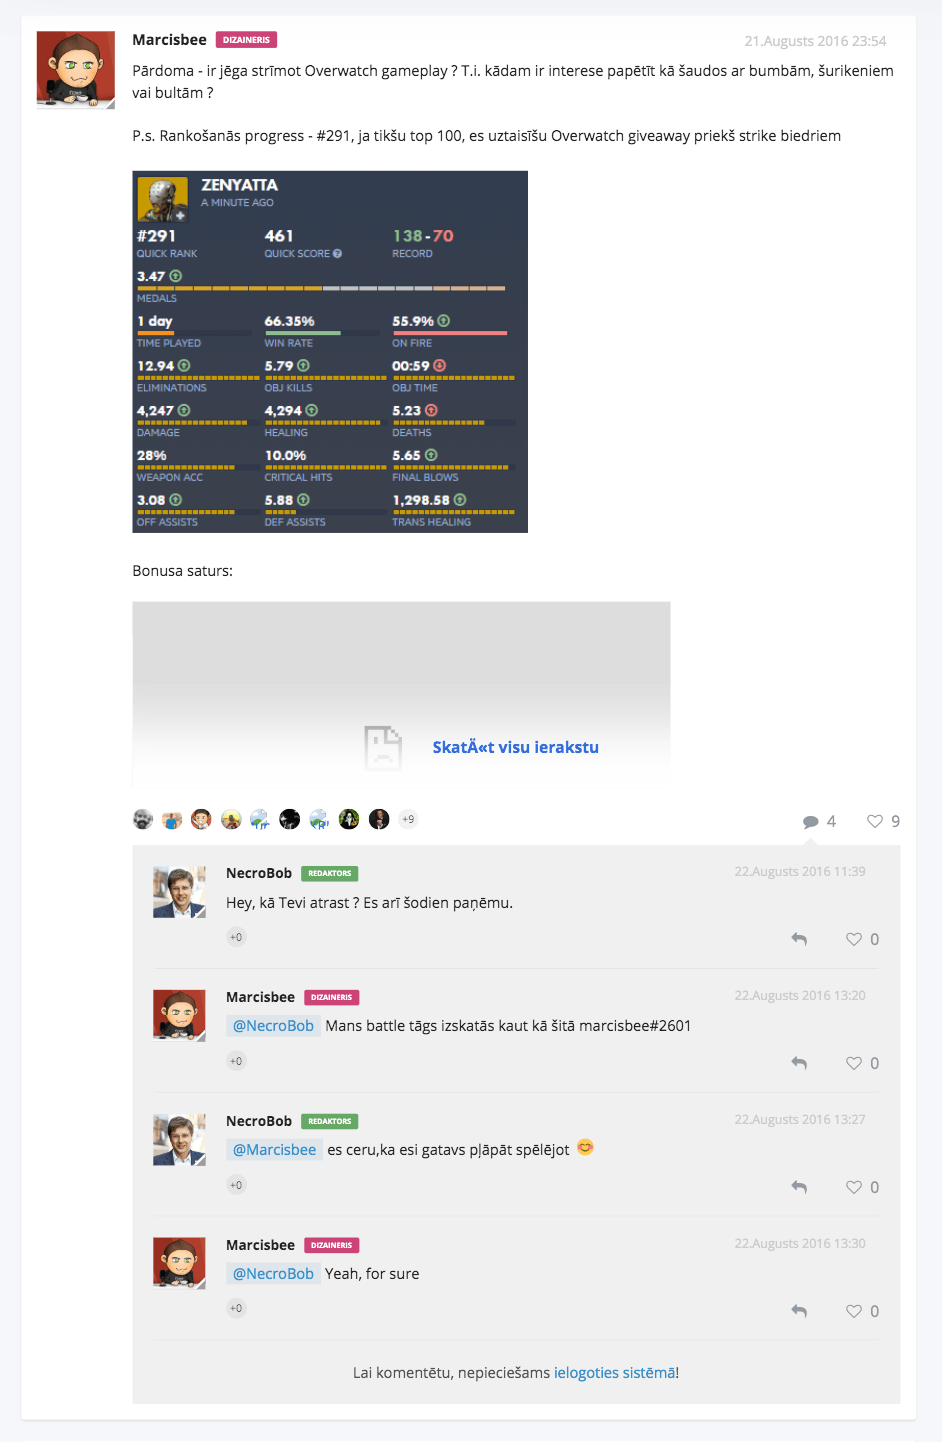 Marcisbee DIZAINERIS 21.Augusts 2016 23:54
Pārdoma - ir jēga strīmot Overwatch gameplay ? T.i. kādam ir interese papētīt kā šaudos ar bumbām, šurikeniem
vai bultām ?
P.s. Rankošanās progress - #291, ja tikšu top 100, es uztaisīšu Overwatch giveaway priekš strike biedriem
ZENYATTA
A MINUTE AGO
#291 461 138 - 70
QUICK RANK QUICK SCORE RECORD
3.47
MEDALS
1 day 66.35% 55.9%
TIME PLAYED WIN RATE ON FIRE
12.94 5.79 00:59
ELIMINATIONS OBJ KILLS OBJ TIME
4,247 4,294 5.23
DAMAGE HEALING DEATHS
28% 10.0% 5.65
WEAPON ACC CRITICAL HITS FINAL BLOWS
3.08 5.88 1,298.58
OFF ASSISTS DEF ASSISTS TRANS HEALING
Bonusa saturs:
SkatÄ«t visu ierakstu
+9 4 9
NecroBob REDAKTORS 22.Augusts 2016 11:39
Hey, kā Tevi atrast ? Es arī šodien paņēmu.
+0 0
Marcisbee DIZAINERIS 22.Augusts 2016 13:20
@NecroBob Mans battle tāgs izskatās kaut kā šitā marcisbee#2601
+0 0
NecroBob REDAKTORS 22.Augusts 2016 13:27
@Marcisbee es ceru,ka esi gatavs pļāpāt spēlējot 😊
+0 0
Marcisbee DIZAINERIS 22.Augusts 2016 13:30
@NecroBob Yeah, for sure
+0 0
Lai komentētu, nepieciešams ielogoties sistēmā!